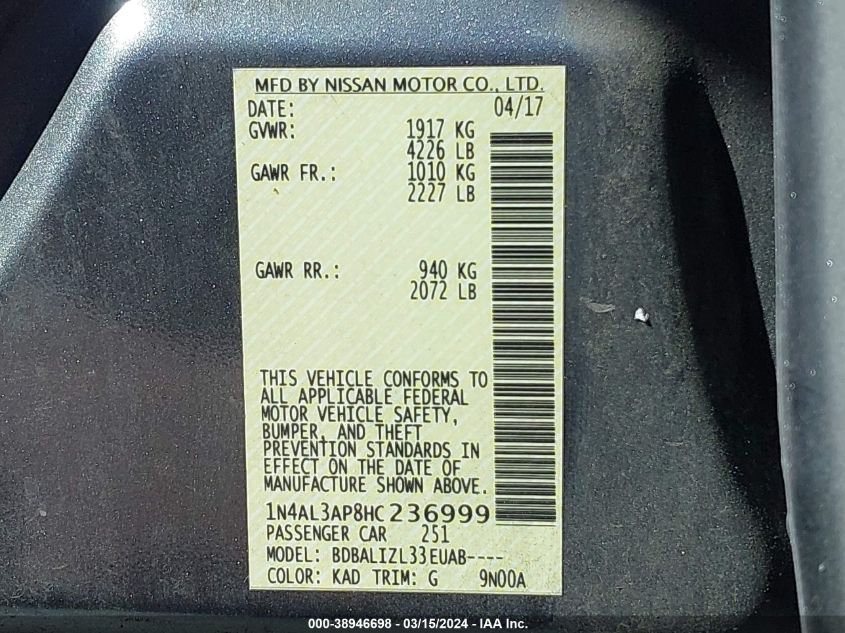 MFD BY NISSAN MOTOR CO., LTD.
DATE: 04/17
GVWR: 1917 KG
4226 LB
GAWR FR.: 1010 KG
2227 LB
GAWR RR.: 940 KG
2072 LB
THIS VEHICLE CONFORMS TO
ALL APPLICABLE FEDERAL
MOTOR VEHICLE SAFETY,
BUMPER, AND THEFT
PREVENTION STANDARDS IN
EFFECT ON THE DATE OF
MANUFACTURE SHOWN ABOVE.
1N4AL3AP8HC236999
PASSENGER CAR 251
MODEL: BDBALIZL33EUAB----
COLOR: KAD TRIM: G 9N00A
000-38946698 - 03/15/2024 - IAA Inc.